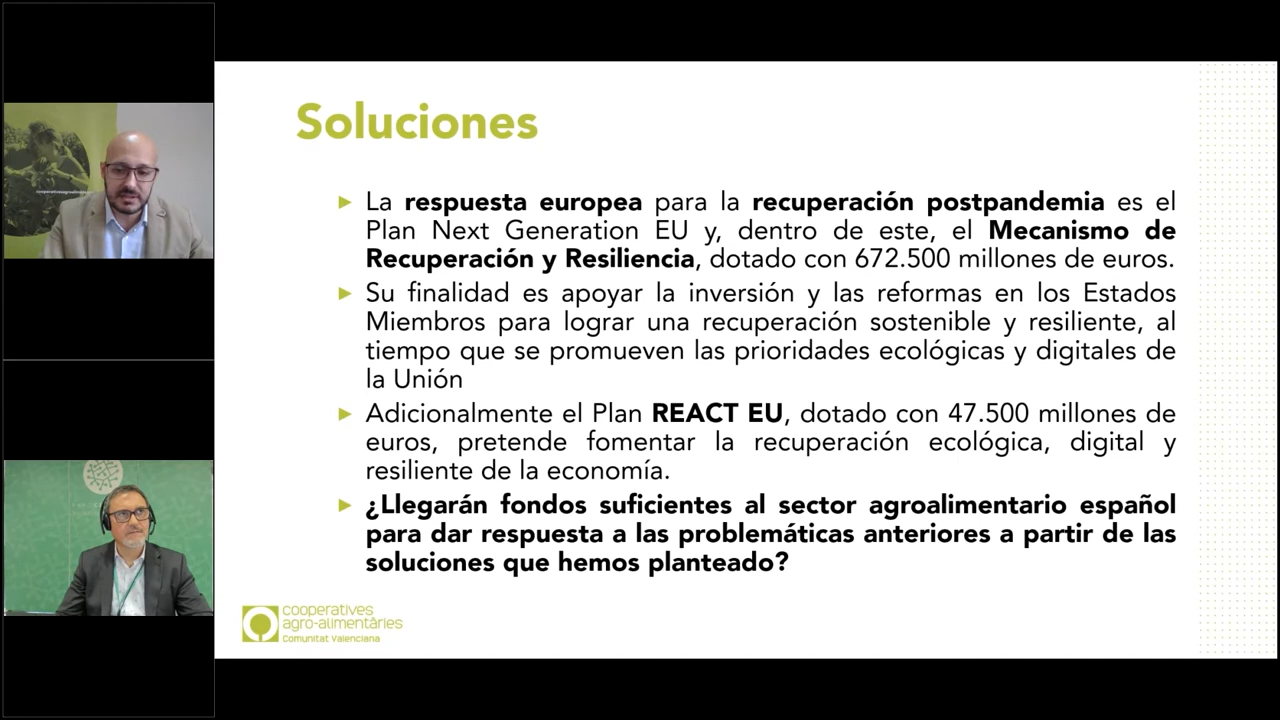 Soluciones
► La respuesta europea para la recuperación postpandemia es el
Plan Next Generation EU y, dentro de este, el Mecanismo de
Recuperación y Resiliencia, dotado con 672.500 millones de euros.
► Su finalidad es apoyar la inversión y las reformas en los Estados
Miembros para lograr una recuperación sostenible y resiliente, al
tiempo que se promueven las prioridades ecológicas y digitales de
la Unión
► Adicionalmente el Plan REACT EU, dotado con 47.500 millones de
euros, pretende fomentar la recuperación ecológica, digital y
resiliente de la economía.
► ¿Llegarán fondos suficientes al sector agroalimentario español
para dar respuesta a las problemáticas anteriores a partir de las
soluciones que hemos planteado?
cooperatives
agro-alimentàries
Comunitat Valenciana